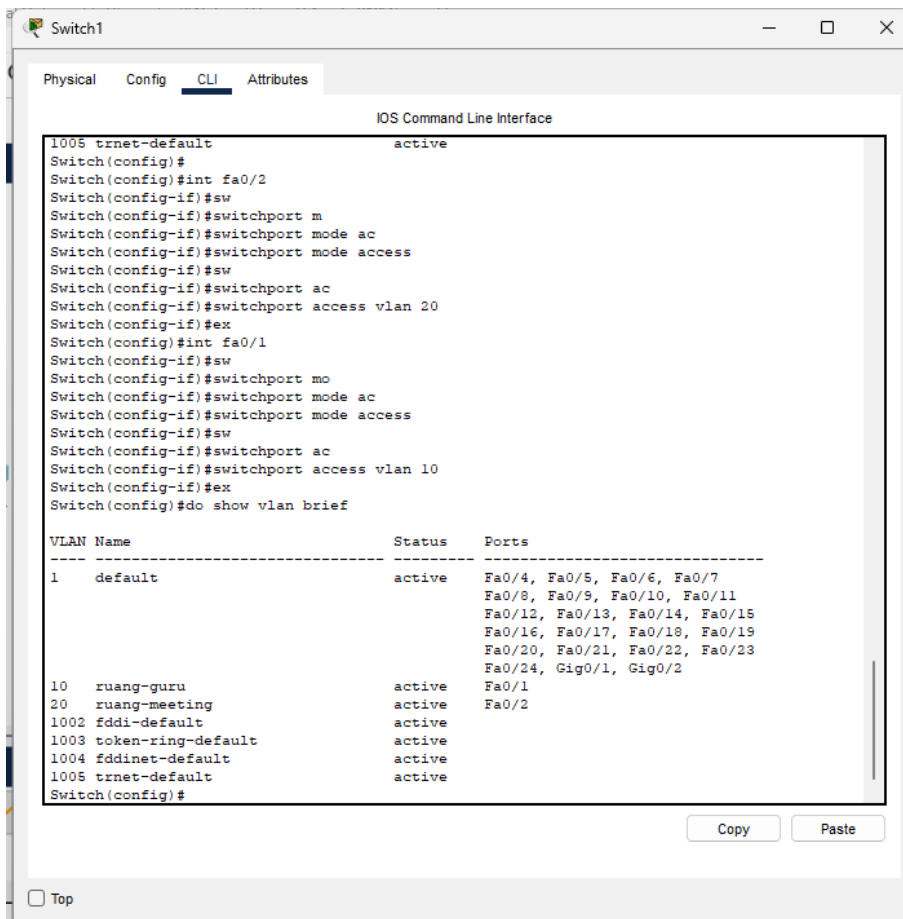 Switch1
Physical Config CLI Attributes
IOS Command Line Interface
1005 trnet-default active
Switch(config)#
Switch(config)#int fa0/2
Switch(config-if)#sw
Switch(config-if)#switchport m
Switch(config-if)#switchport mode ac
Switch(config-if)#switchport mode access
Switch(config-if)#sw
Switch(config-if)#switchport ac
Switch(config-if)#switchport access vlan 20
Switch(config-if)#ex
Switch(config)#int fa0/1
Switch(config-if)#sw
Switch(config-if)#switchport mo
Switch(config-if)#switchport mode ac
Switch(config-if)#switchport mode access
Switch(config-if)#sw
Switch(config-if)#switchport ac
Switch(config-if)#switchport access vlan 10
Switch(config-if)#ex
Switch(config)#do show vlan brief
VLAN Name Status Ports
---- -------------------------------- --------- -------------------------------
1 default active Fa0/4, Fa0/5, Fa0/6, Fa0/7
Fa0/8, Fa0/9, Fa0/10, Fa0/11
Fa0/12, Fa0/13, Fa0/14, Fa0/15
Fa0/16, Fa0/17, Fa0/18, Fa0/19
Fa0/20, Fa0/21, Fa0/22, Fa0/23
Fa0/24, Gig0/1, Gig0/2
10 ruang-guru active Fa0/1
20 ruang-meeting active Fa0/2
1002 fddi-default active
1003 token-ring-default active
1004 fddinet-default active
1005 trnet-default active
Switch(config)#
Copy Paste
Top